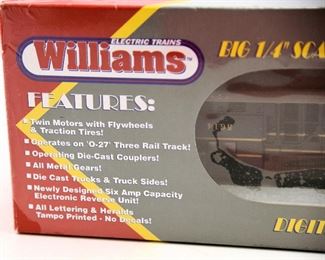 ELECTRIC TRAINS
Williams™
BIG 1/4" SCA
FEATURES:
• Twin Motors with Flywheels
& Traction Tires!
• Operates on 'O-27' Three Rail Track!
• Operating Die-Cast Couplers!
• All Metal Gears!
• Die Cast Trucks & Truck Sides!
• Newly Designed Six Amp Capacity
Electronic Reverse Unit!
• All Lettering & Heralds
Tampo Printed - No Decals!
DIGIT